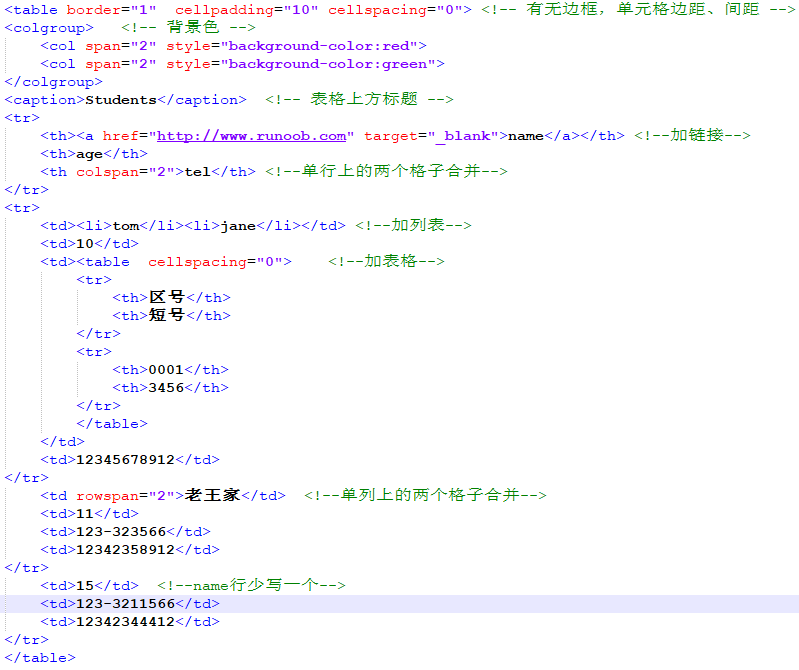 <table border="1"  cellpadding="10" cellspacing="0"> <!-- 有无边框，单元格边距、间距 -->
<colgroup>   <!-- 背景色 -->
    <col span="2" style="background-color:red">
    <col span="2" style="background-color:green">
</colgroup>
<caption>Students</caption>  <!-- 表格上方标题 -->
<tr>
    <th><a href="http://www.runoob.com" target="_blank">name</a></th> <!--加链接-->
    <th>age</th>
    <th colspan="2">tel</th> <!--单行上的两个格子合并-->
</tr>
<tr>
    <td><li>tom</li><li>jane</li></td> <!--加列表-->
    <td>10</td>
    <td><table  cellspacing="0">    <!--加表格-->
        <tr>
            <th>区号</th>
            <th>短号</th>
        </tr>
        <tr>
            <th>0001</th>
            <th>3456</th>
        </tr>
        </table>
    </td>
    <td>12345678912</td>
</tr>
    <td rowspan="2">老王家</td>  <!--单列上的两个格子合并-->
    <td>11</td>
    <td>123-323566</td>
    <td>12342358912</td>
</tr>
    <td>15</td>  <!--name行少写一个-->
    <td>123-3211566</td>
    <td>12342344412</td>
</tr>
</table>